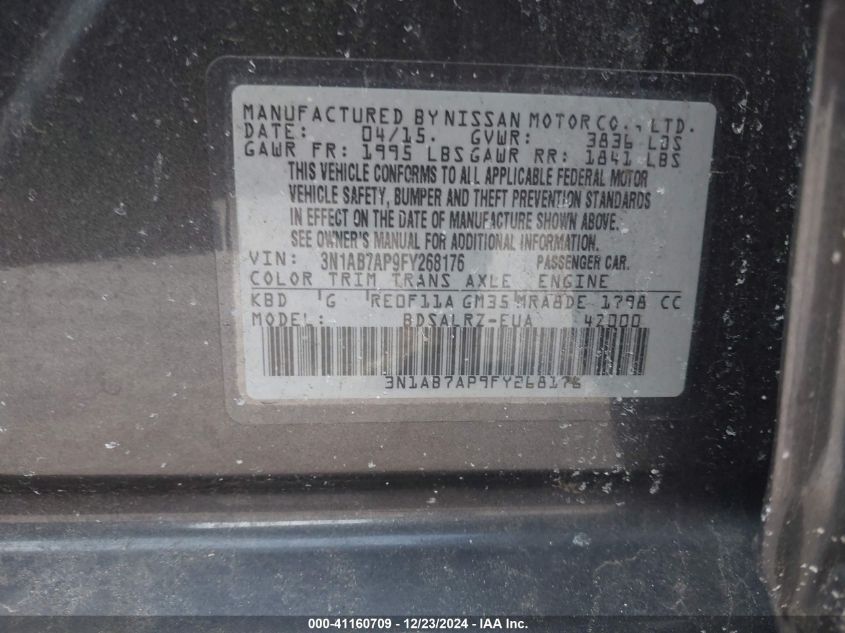 MANUFACTURED BY NISSAN MOTOR CO., LTD.
DATE: 04/15. GVWR: 3836 LBS
GAWR FR: 1995 LBS GAWR RR: 1841 LBS
THIS VEHICLE CONFORMS TO ALL APPLICABLE FEDERAL MOTOR
VEHICLE SAFETY, BUMPER AND THEFT PREVENTION STANDARDS
IN EFFECT ON THE DATE OF MANUFACTURE SHOWN ABOVE.
SEE OWNER'S MANUAL FOR ADDITIONAL INFORMATION.
VIN: 3N1AB7AP9FY268176 PASSENGER CAR.
COLOR TRIM TRANS AXLE ENGINE
KBD G RE0F11A GM35 MRA8DE 1798 CC
MODEL: BDSALRZ-EUA 42000
3N1AB7AP9FY268176
000-41160709 - 12/23/2024 - IAA Inc.